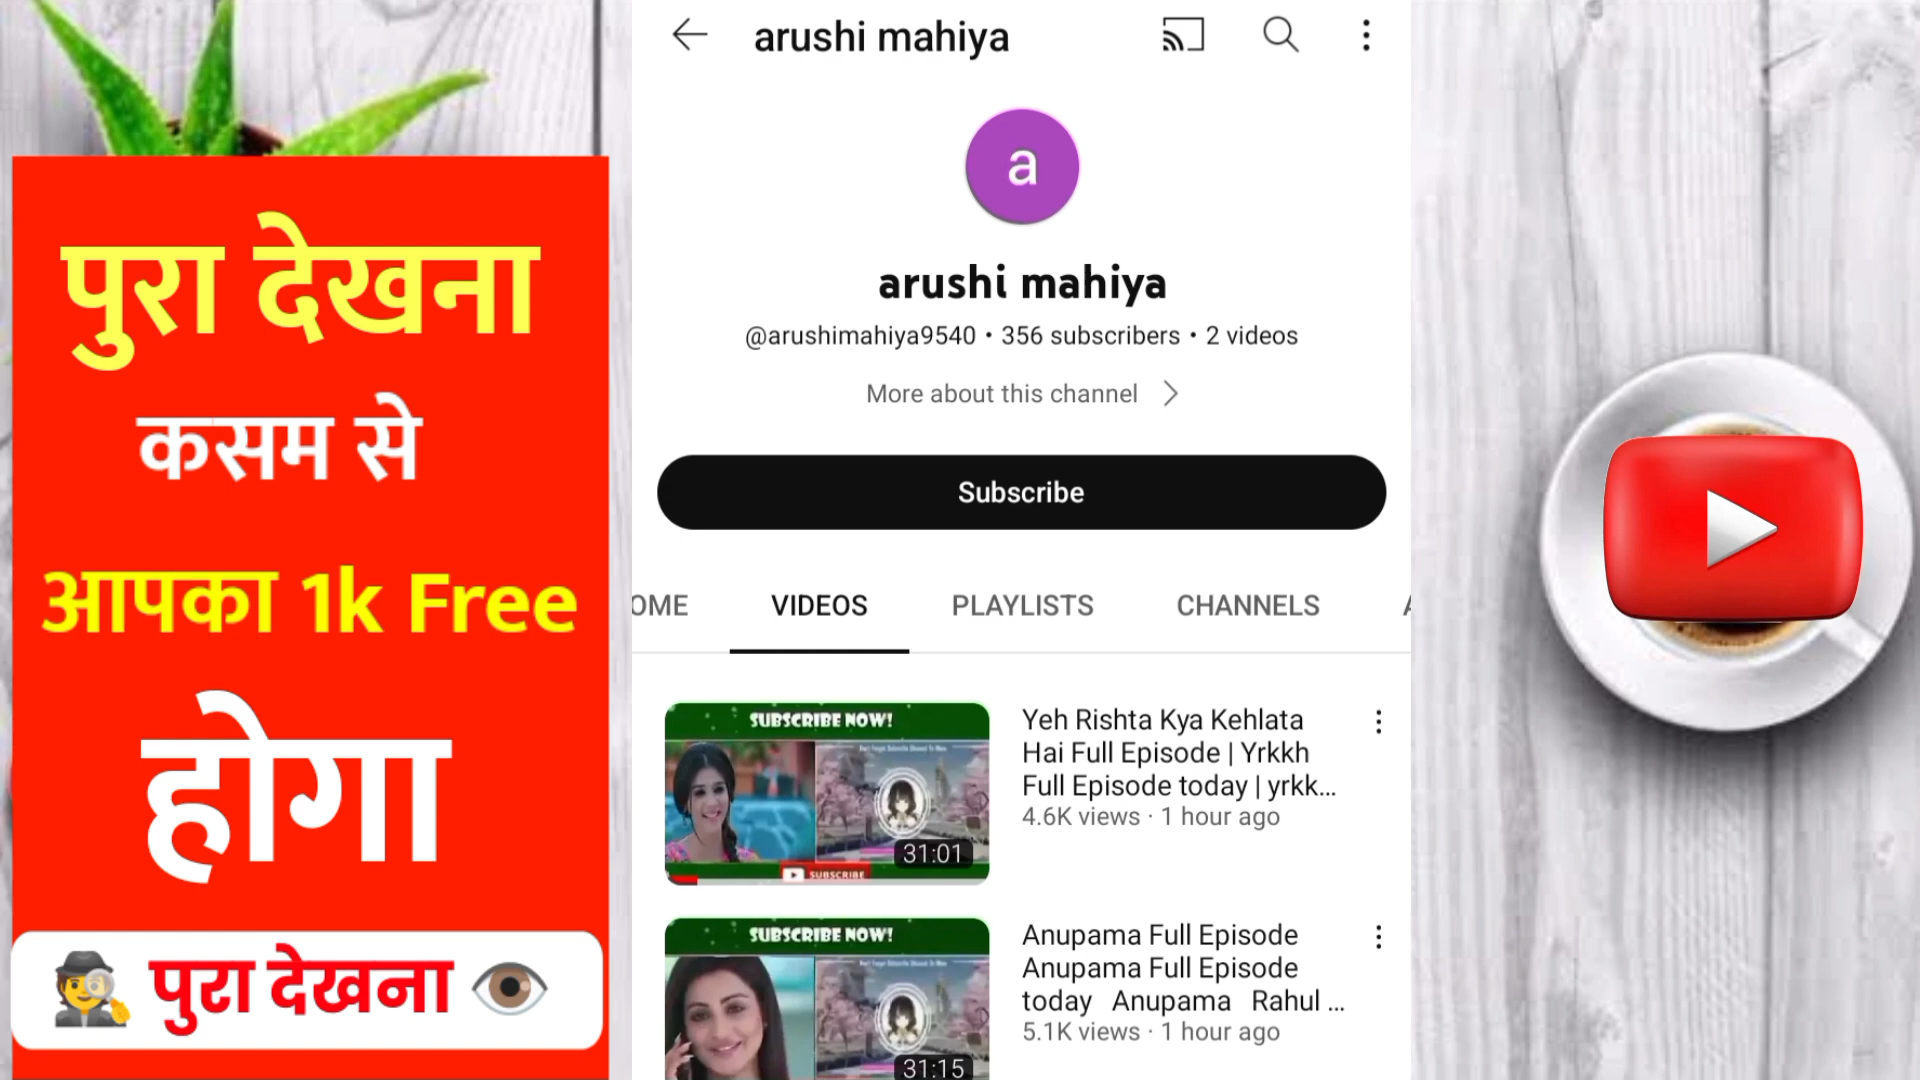 पुरा देखना
कसम से
आपका 1k Free
होगा
पुरा देखना
arushi mahiya
a
arushi mahiya
@arushimahiya9540 • 356 subscribers • 2 videos
More about this channel
Subscribe
OME VIDEOS PLAYLISTS CHANNELS
SUBSCRIBE NOW!
31:01
SUBSCRIBE
Yeh Rishta Kya Kehlata
Hai Full Episode | Yrkkh
Full Episode today | yrkk...
4.6K views · 1 hour ago
SUBSCRIBE NOW!
31:15
Anupama Full Episode
Anupama Full Episode
today Anupama Rahul ...
5.1K views · 1 hour ago